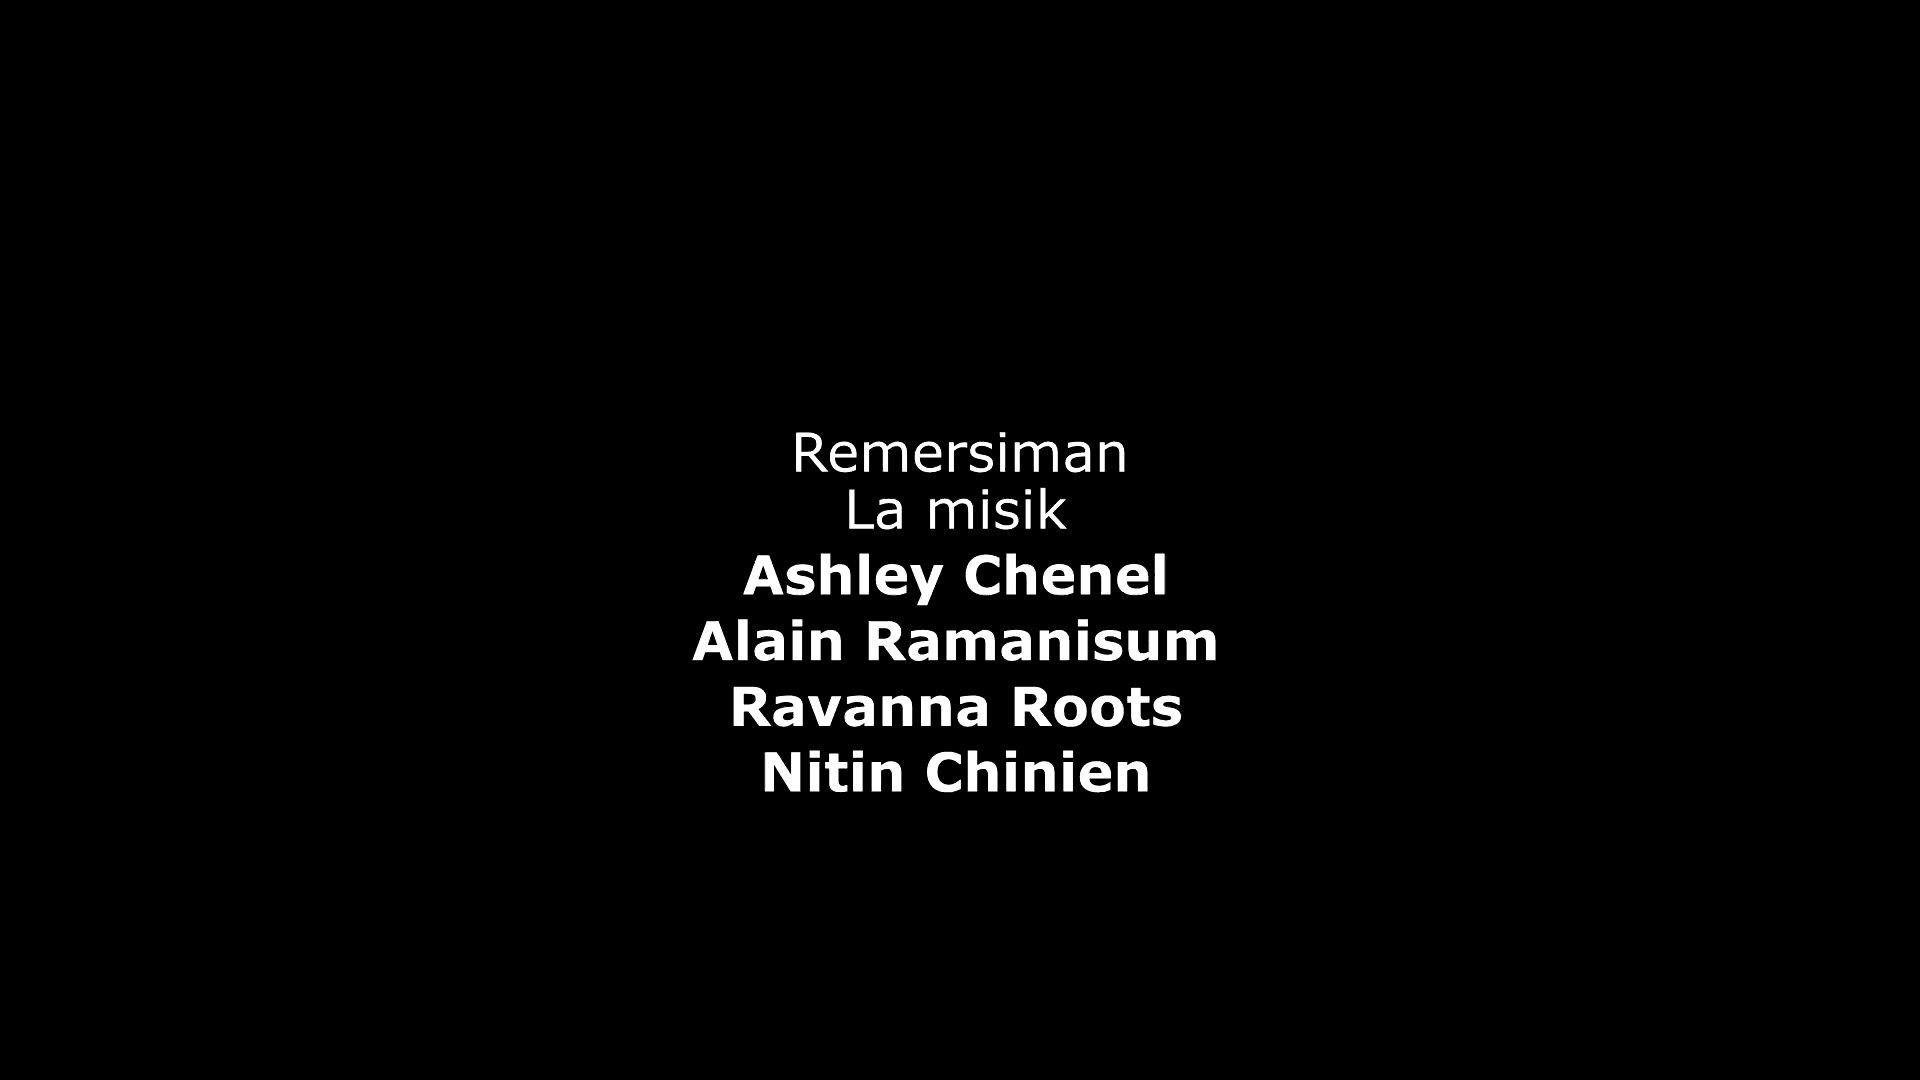 Remersiman
La misik
Ashley Chenel
Alain Ramanisum
Ravanna Roots
Nitin Chinien